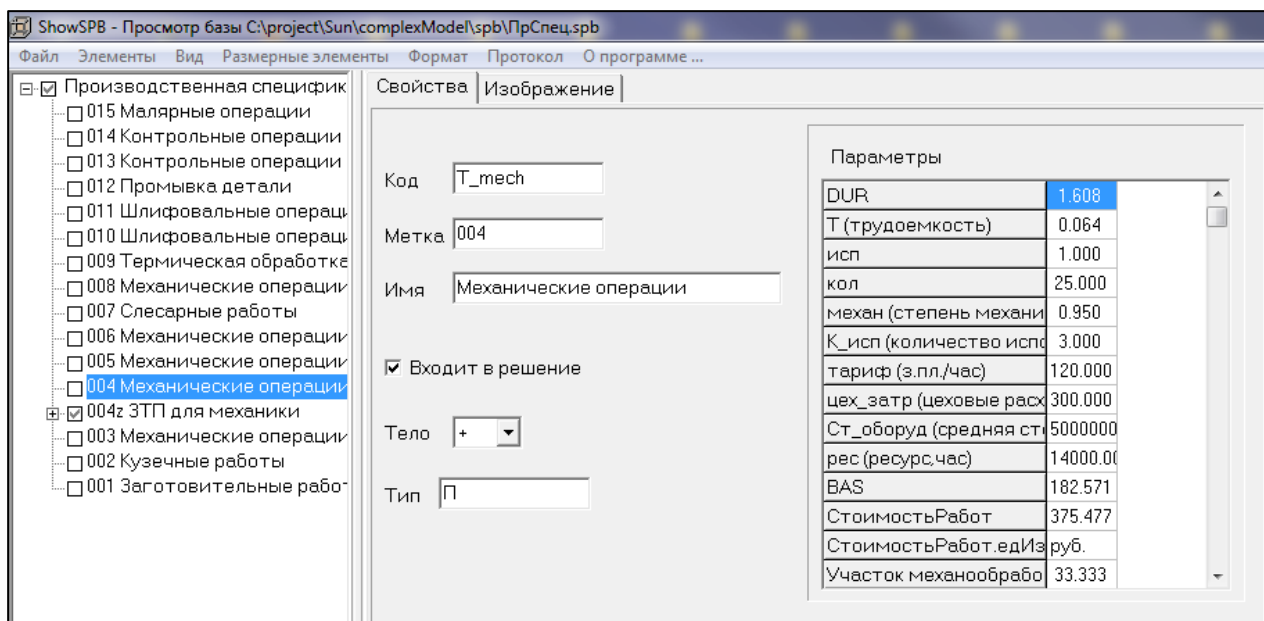 ShowSPB - Просмотр базы C:\project\Sun\complexModel\spb\ПрСпец.spb
Файл Элементы Вид Размерные элементы Формат Протокол О программе ...
Производственная специфик
015 Малярные операции
014 Контрольные операции
013 Контрольные операции
012 Промывка детали
011 Шлифовальные операци
010 Шлифовальные операци
009 Термическая обработка
008 Механические операции
007 Слесарные работы
006 Механические операции
005 Механические операции
004 Механические операции
004z ЗТП для механики
003 Механические операции
002 Кузечные работы
001 Заготовительные работ
Свойства Изображение
Код T_mech
Метка 004
Имя Механические операции
Входит в решение
Тело +
Тип П
Параметры
DUR 1.608
Т (трудоемкость) 0.064
исп 1.000
кол 25.000
механ (степень механи 0.950
К_исп (количество испо 3.000
тариф (з.пл./час) 120.000
цех_затр (цеховые расх 300.000
Ст_оборуд (средняя сто 5000000
рес (ресурс,час) 14000.00
BAS 182.571
СтоимостьРабот 375.477
СтоимостьРабот.едИз руб.
Участок механообрабо 33.333